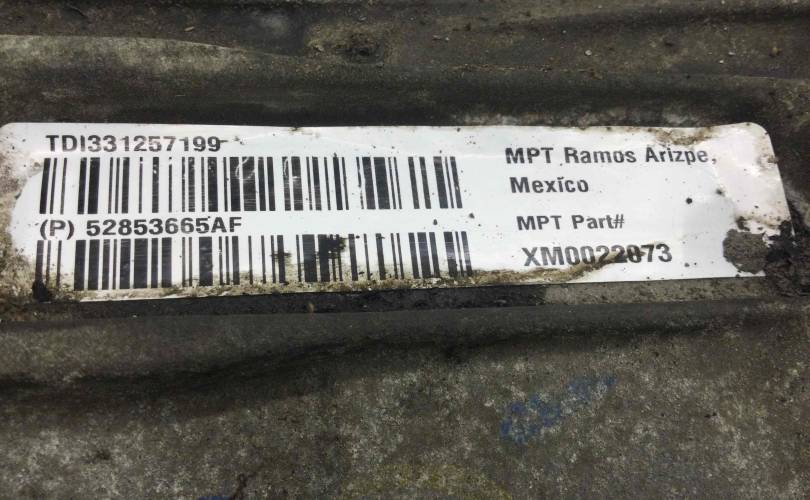 TDI331257199
(P) 52853665AF
MPT Ramos Arizpe,
Mexico
MPT Part#
XM0022873